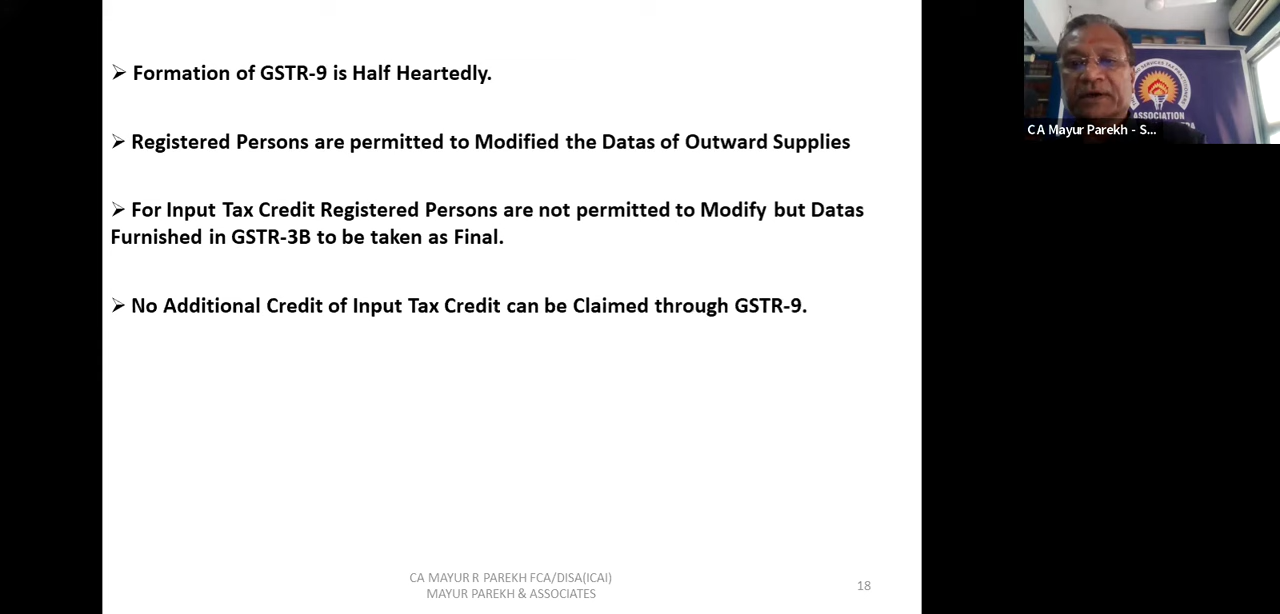 ➢ Formation of GSTR-9 is Half Heartedly.
➢ Registered Persons are permitted to Modified the Datas of Outward Supplies
➢ For Input Tax Credit Registered Persons are not permitted to Modify but Datas
Furnished in GSTR-3B to be taken as Final.
➢ No Additional Credit of Input Tax Credit can be Claimed through GSTR-9.
CA MAYUR R PAREKH FCA/DISA(ICAI)
MAYUR PAREKH & ASSOCIATES
18
ASSOCIATION
C A Mayur Parekh - S...